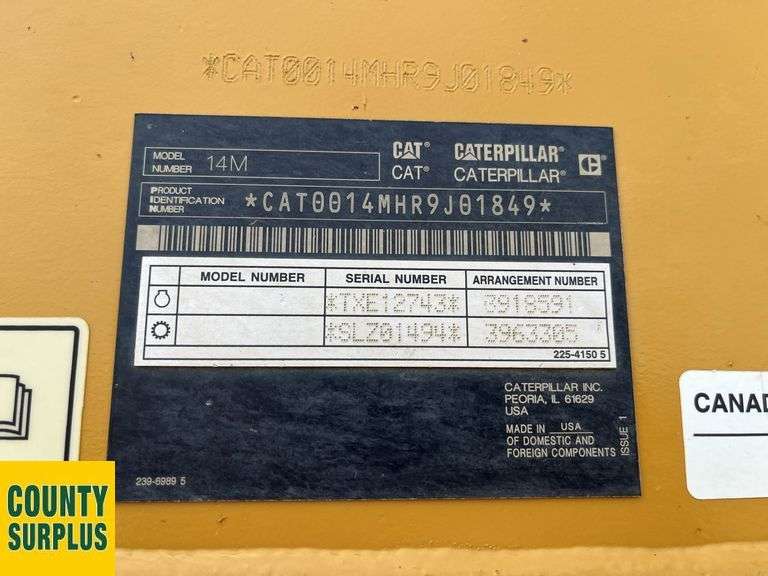 *CAT0014MHR9J01849*
MODEL NUMBER 14M
CAT® CATERPILLAR®
CAT® CATERPILLAR®
PRODUCT IDENTIFICATION NUMBER *CAT0014MHR9J01849*
MODEL NUMBER SERIAL NUMBER ARRANGEMENT NUMBER
*TXE12743* 3918591
*SLZ01494* 3963305
225-4150 5
CATERPILLAR INC.
PEORIA, IL 61629
USA
MADE IN USA
OF DOMESTIC AND
FOREIGN COMPONENTS
ISSUE 1
239-6989 5
CANAD
COUNTY
SURPLUS